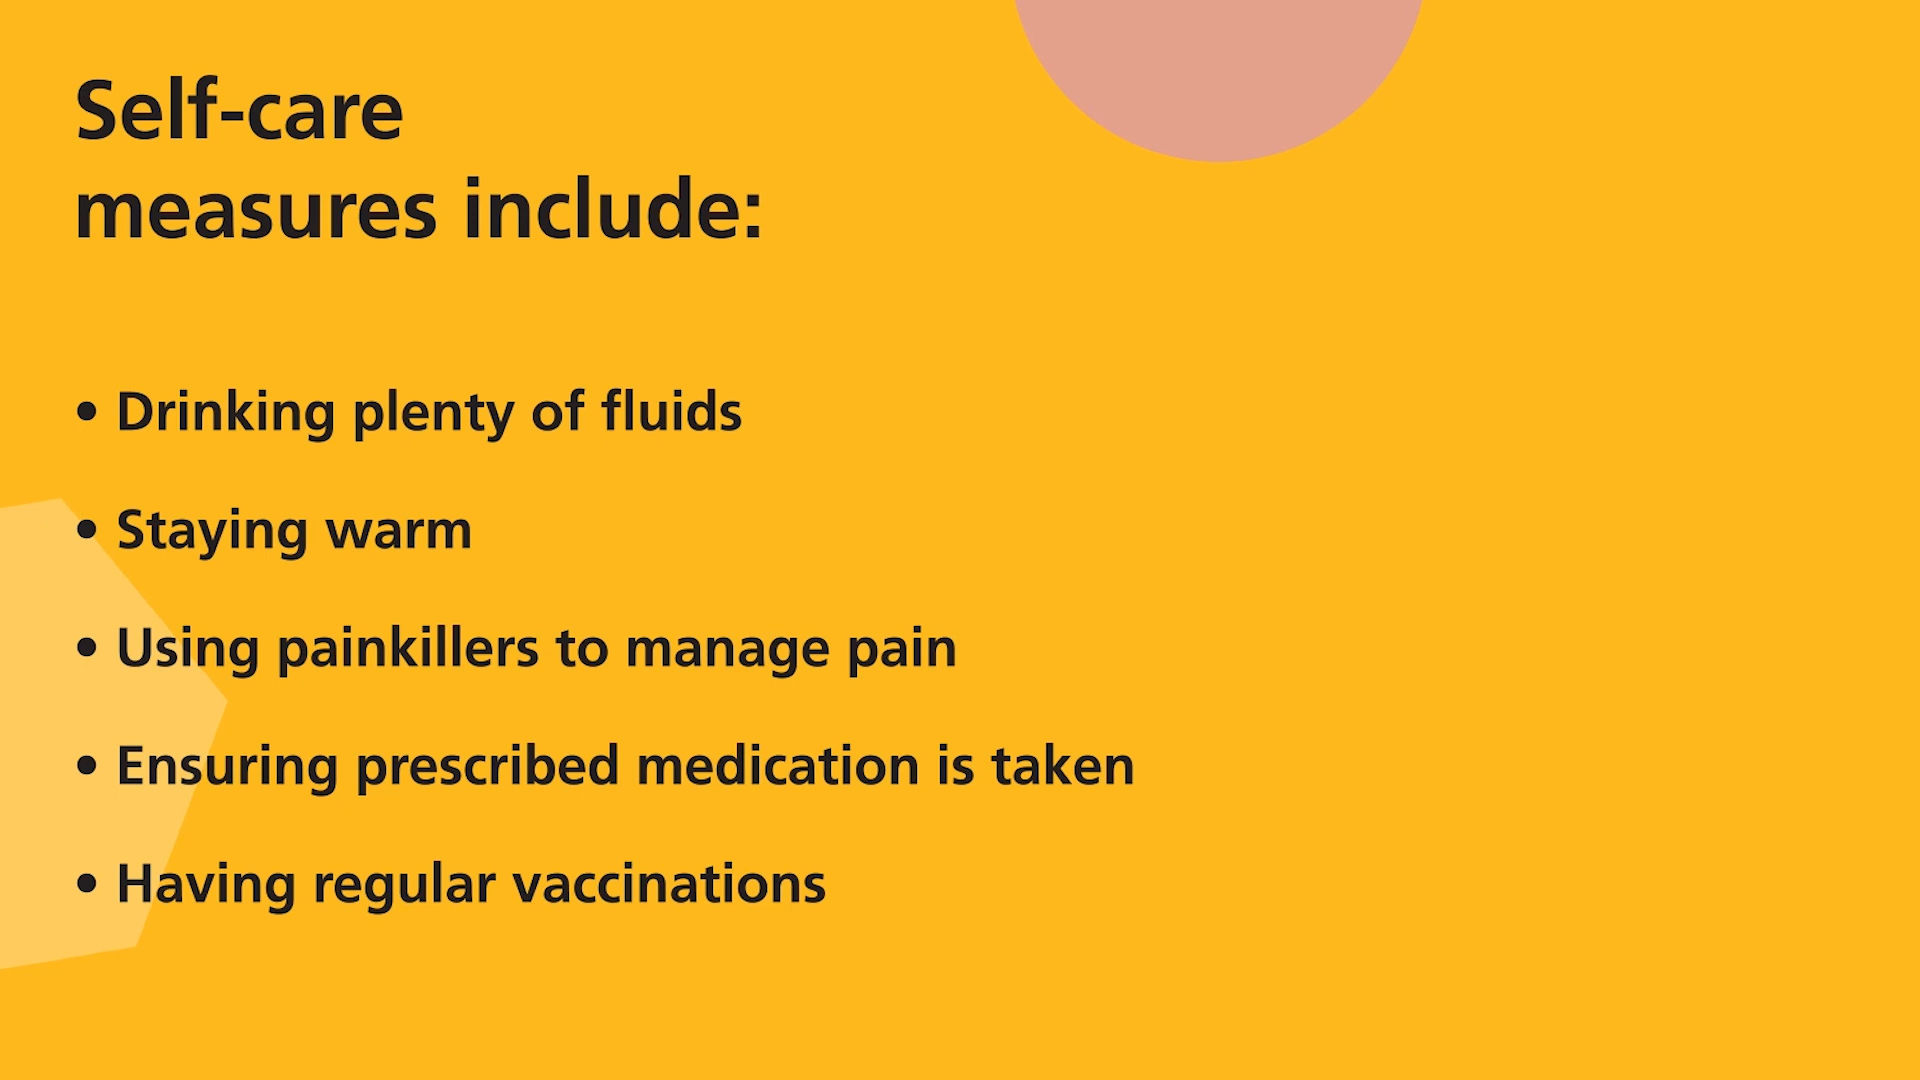 Self-care
measures include:
• Drinking plenty of fluids
• Staying warm
• Using painkillers to manage pain
• Ensuring prescribed medication is taken
• Having regular vaccinations